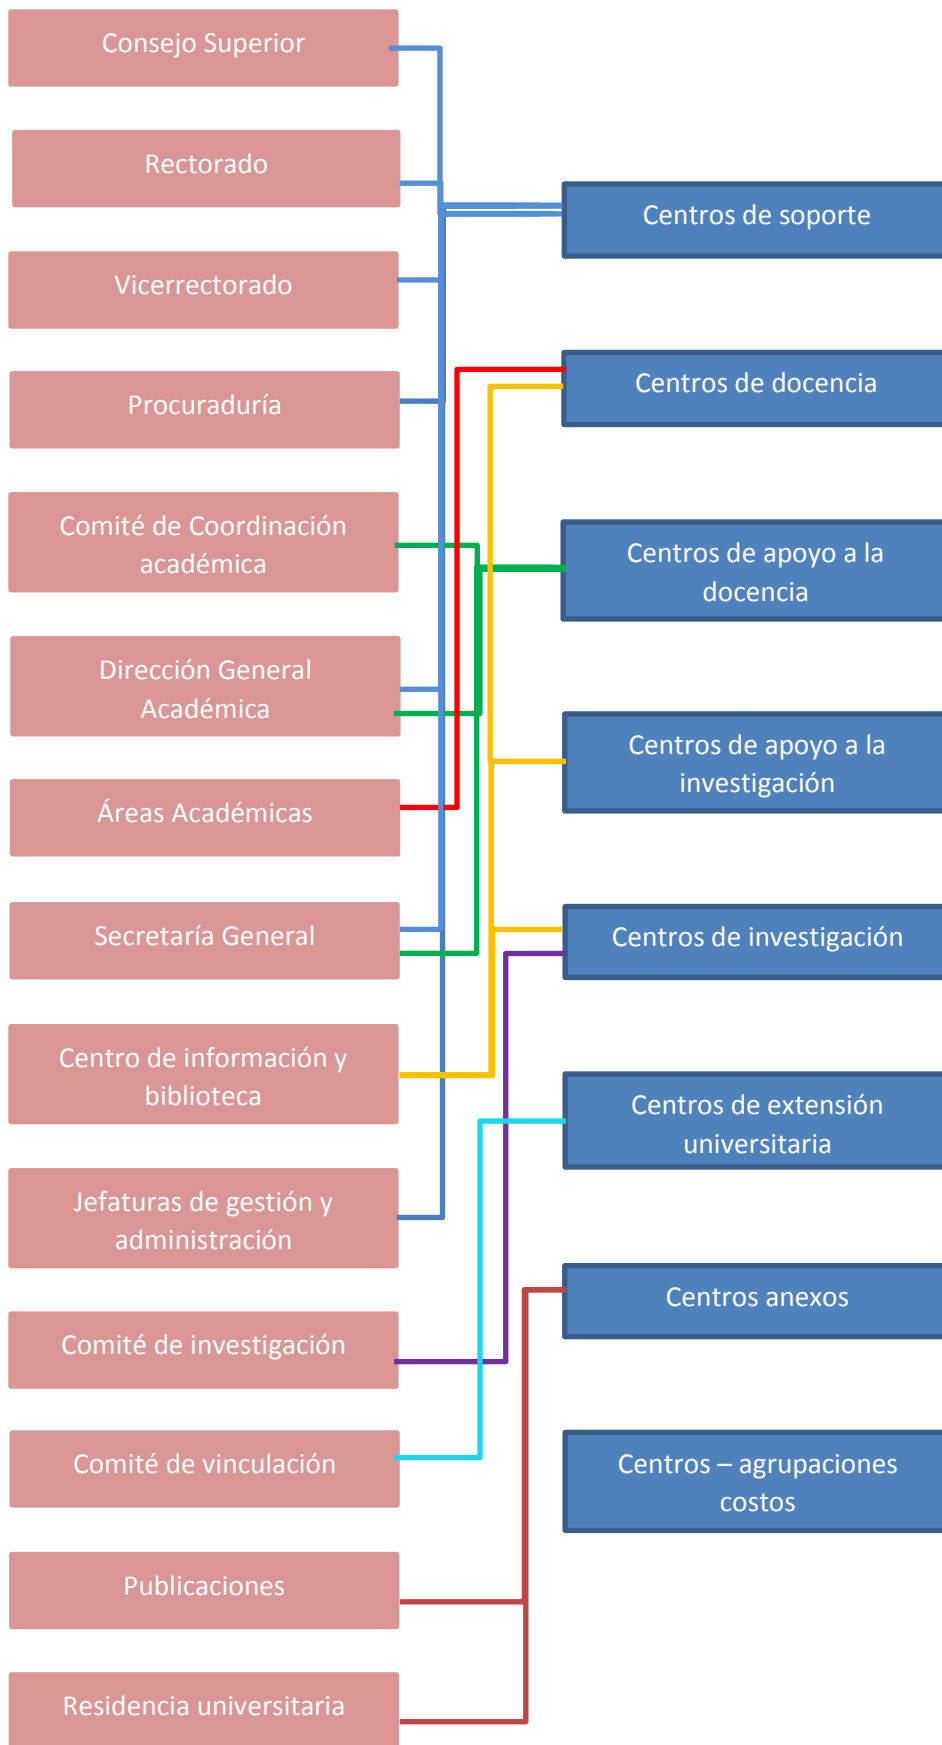 Consejo Superior
Rectorado
Vicerrectorado
Procuraduría
Comité de Coordinación
académica
Dirección General
Académica
Áreas Académicas
Secretaría General
Centro de información y
biblioteca
Jefaturas de gestión y
administración
Comité de investigación
Comité de vinculación
Publicaciones
Residencia universitaria
Centros de soporte
Centros de docencia
Centros de apoyo a la
docencia
Centros de apoyo a la
investigación
Centros de investigación
Centros de extensión
universitaria
Centros anexos
Centros – agrupaciones
costos